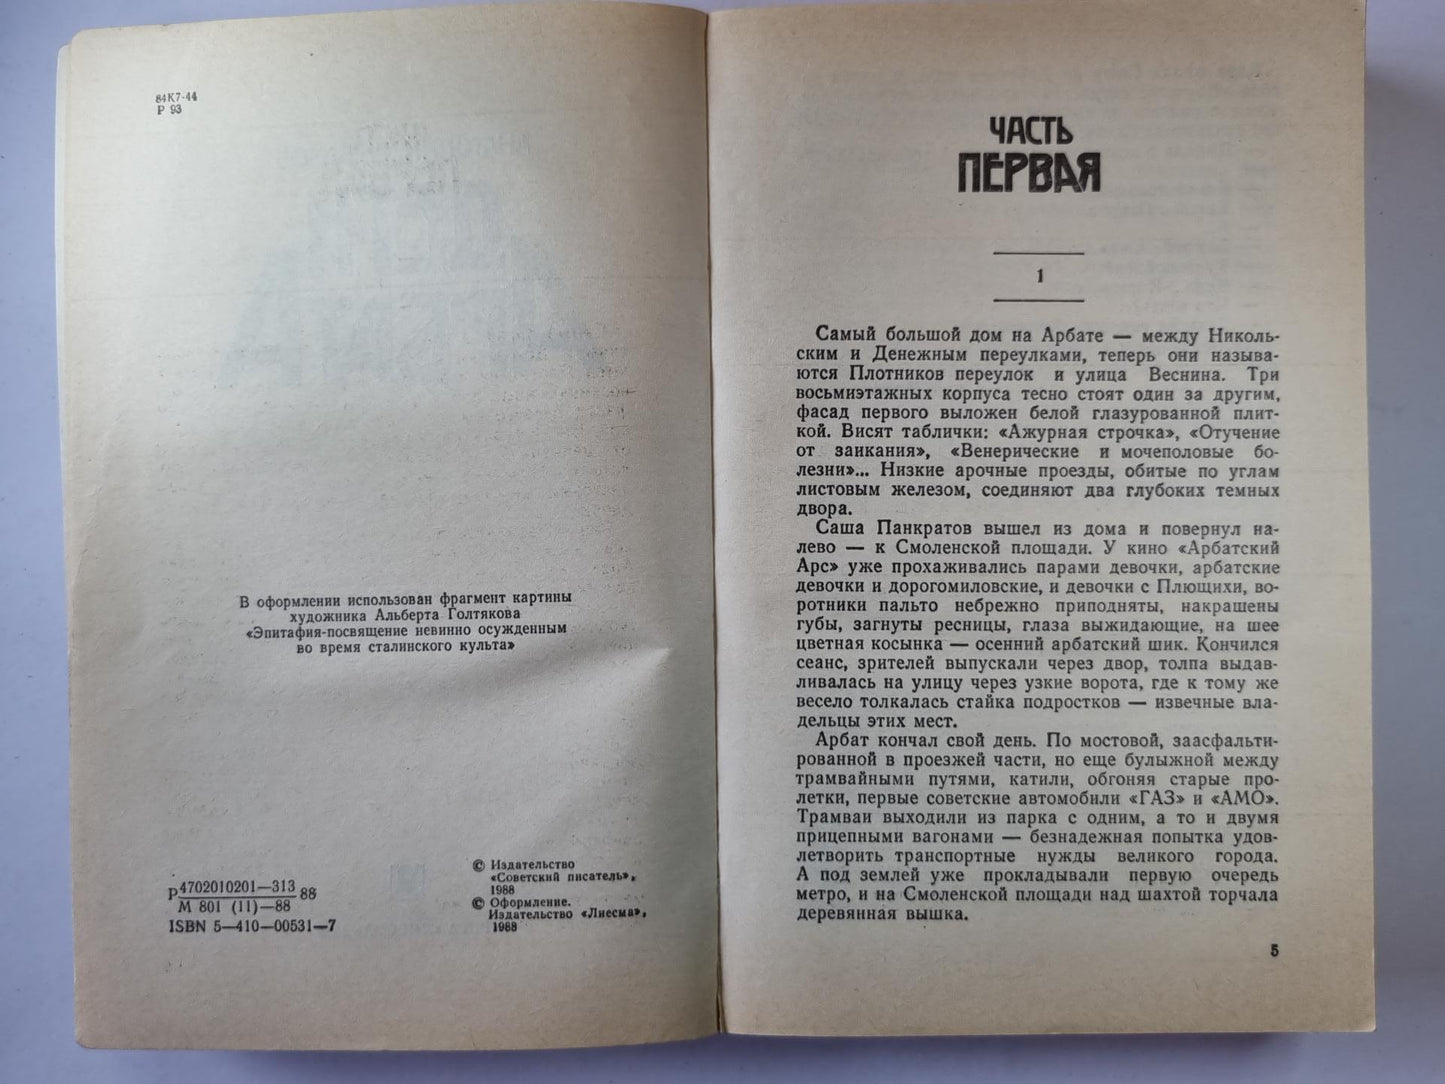 84К7-44
Р 93
В оформлении использован фрагмент картины
художника Альберта Голтякова
«Эпитафия-посвящение невинно осужденным
во время сталинского культа»
Р 4702010201—313 88
М 801 (11)—88
ISBN 5—410—00531—7
© Издательство
«Советский писатель»,
1988
© Оформление.
Издательство «Лиесма»,
1988
ЧАСТЬ
ПЕРВАЯ
1
Самый большой дом на Арбате — между Николь-
ским и Денежным переулками, теперь они называ-
ются Плотников переулок и улица Веснина. Три
восьмиэтажных корпуса тесно стоят один за другим,
фасад первого выложен белой глазурованной плит-
кой. Висят таблички: «Ажурная строчка», «Отучение
от заикания», «Венерические и мочеполовые бо-
лезни»... Низкие арочные проезды, обитые по углам
листовым железом, соединяют два глубоких темных
двора.
Саша Панкратов вышел из дома и повернул на-
лево — к Смоленской площади. У кино «Арбатский
Арс» уже прохаживались парами девочки, арбатские
девочки и дорогомиловские, и девочки с Плющихи, во-
ротники пальто небрежно приподняты, накрашены
губы, загнуты ресницы, глаза выжидающие, на шее
цветная косынка — осенний арбатский шик. Кончился
сеанс, зрителей выпускали через двор, толпа выдав-
ливалась на улицу через узкие ворота, где к тому же
весело толкалась стайка подростков — извечные вла-
дельцы этих мест.
Арбат кончал свой день. По мостовой, заасфальти-
рованной в проезжей части, но еще булыжной между
трамвайными путями, катили, обгоняя старые про-
летки, первые советские автомобили «ГАЗ» и «АМО».
Трамваи выходили из парка с одним, а то и двумя
прицепными вагонами — безнадежная попытка удов-
летворить транспортные нужды великого города.
А под землей уже прокладывали первую очередь
метро, и на Смоленской площади над шахтой торчала
деревянная вышка.
5